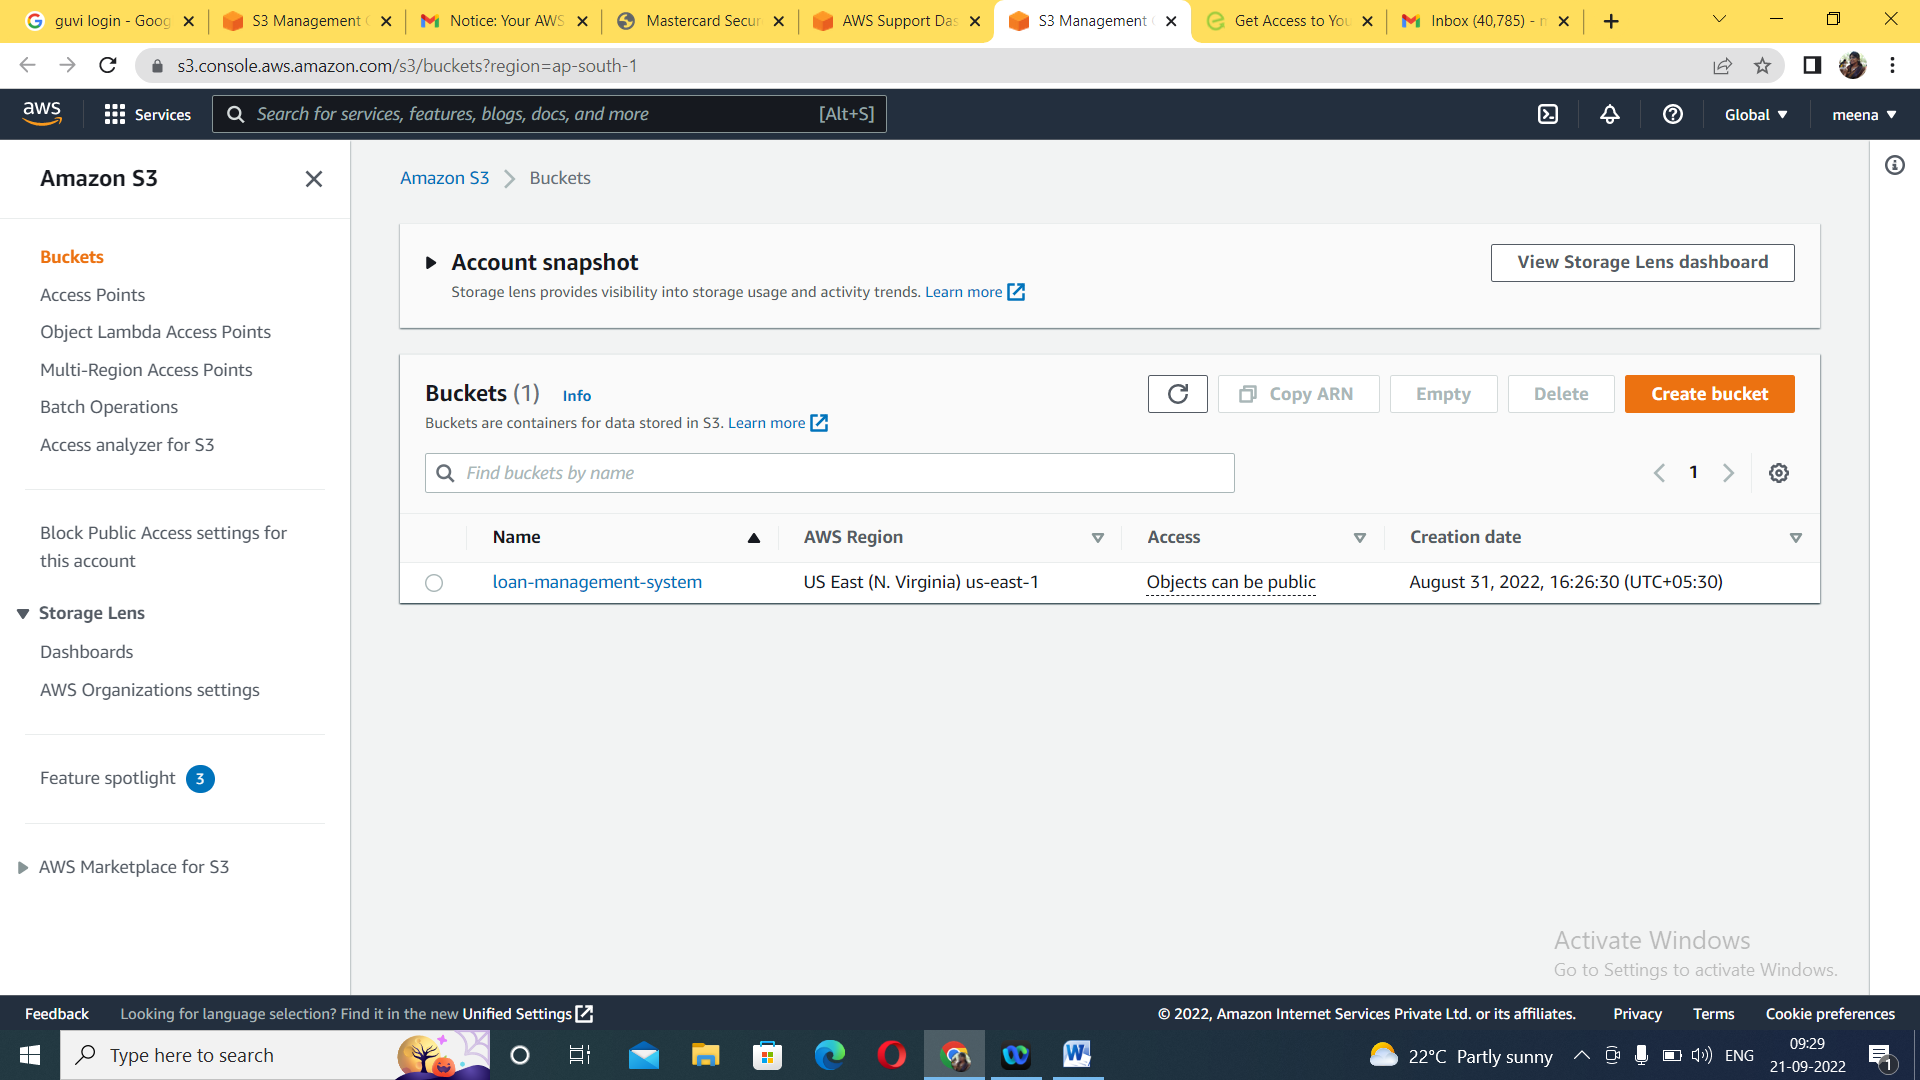 guvi login - Goog
S3 Management C
Notice: Your AWS
Mastercard Secur
AWS Support Das
S3 Management C
Get Access to You
Inbox (40,785) - m
s3.console.aws.amazon.com/s3/buckets?region=ap-south-1
aws
Services
Search for services, features, blogs, docs, and more
[Alt+S]
Global
meena
Amazon S3
Buckets
Access Points
Object Lambda Access Points
Multi-Region Access Points
Batch Operations
Access analyzer for S3
Block Public Access settings for
this account
Storage Lens
Dashboards
AWS Organizations settings
Feature spotlight 3
AWS Marketplace for S3
Amazon S3 > Buckets
Account snapshot
Storage lens provides visibility into storage usage and activity trends. Learn more
View Storage Lens dashboard
Buckets (1) Info
Buckets are containers for data stored in S3. Learn more
Copy ARN
Empty
Delete
Create bucket
Find buckets by name
1
Name AWS Region Access Creation date
loan-management-system US East (N. Virginia) us-east-1 Objects can be public August 31, 2022, 16:26:30 (UTC+05:30)
Activate Windows
Go to Settings to activate Windows.
Feedback Looking for language selection? Find it in the new Unified Settings
© 2022, Amazon Internet Services Private Ltd. or its affiliates. Privacy Terms Cookie preferences
Type here to search
22°C Partly sunny
ENG
09:29
21-09-2022
1